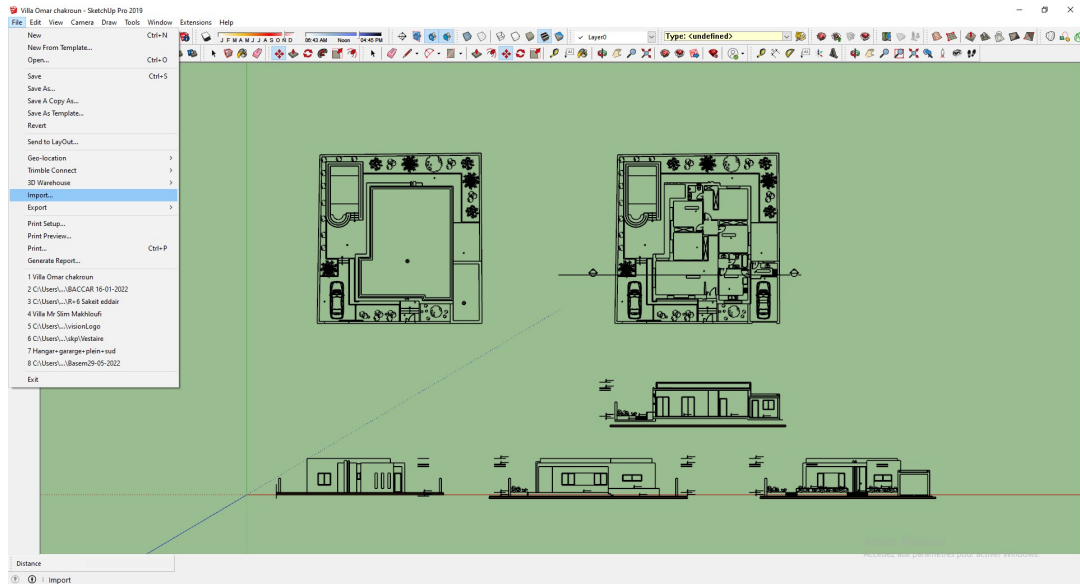 Villa Omar chakroun - SketchUp Pro 2019
File Edit View Camera Draw Tools Window Extensions Help
New Ctrl+N
New From Template...
Open... Ctrl+O
Save Ctrl+S
Save As...
Save A Copy As...
Save As Template...
Revert
Send to LayOut...
Geo-location
Trimble Connect
3D Warehouse
Import...
Export
Print Setup...
Print Preview...
Print... Ctrl+P
Generate Report...
1 Villa Omar chakroun
2 C:\Users\...\BACCAR 16-01-2022
3 C:\Users\...\R+6 Sakeit eddair
4 Villa Mr Slim Makhloufi
5 C:\Users\...\visionLogo
6 C:\Users\...\skp\Vestaire
7 Hangar+gararge+plein+sud
8 C:\Users\...\Basem29-05-2022
Exit
J F M A M J J A S O N D 06:43 AM Noon 04:45 PM
Layer0
Type: <undefined>
Accédez aux paramètres pour activer Windows.
Distance
Import